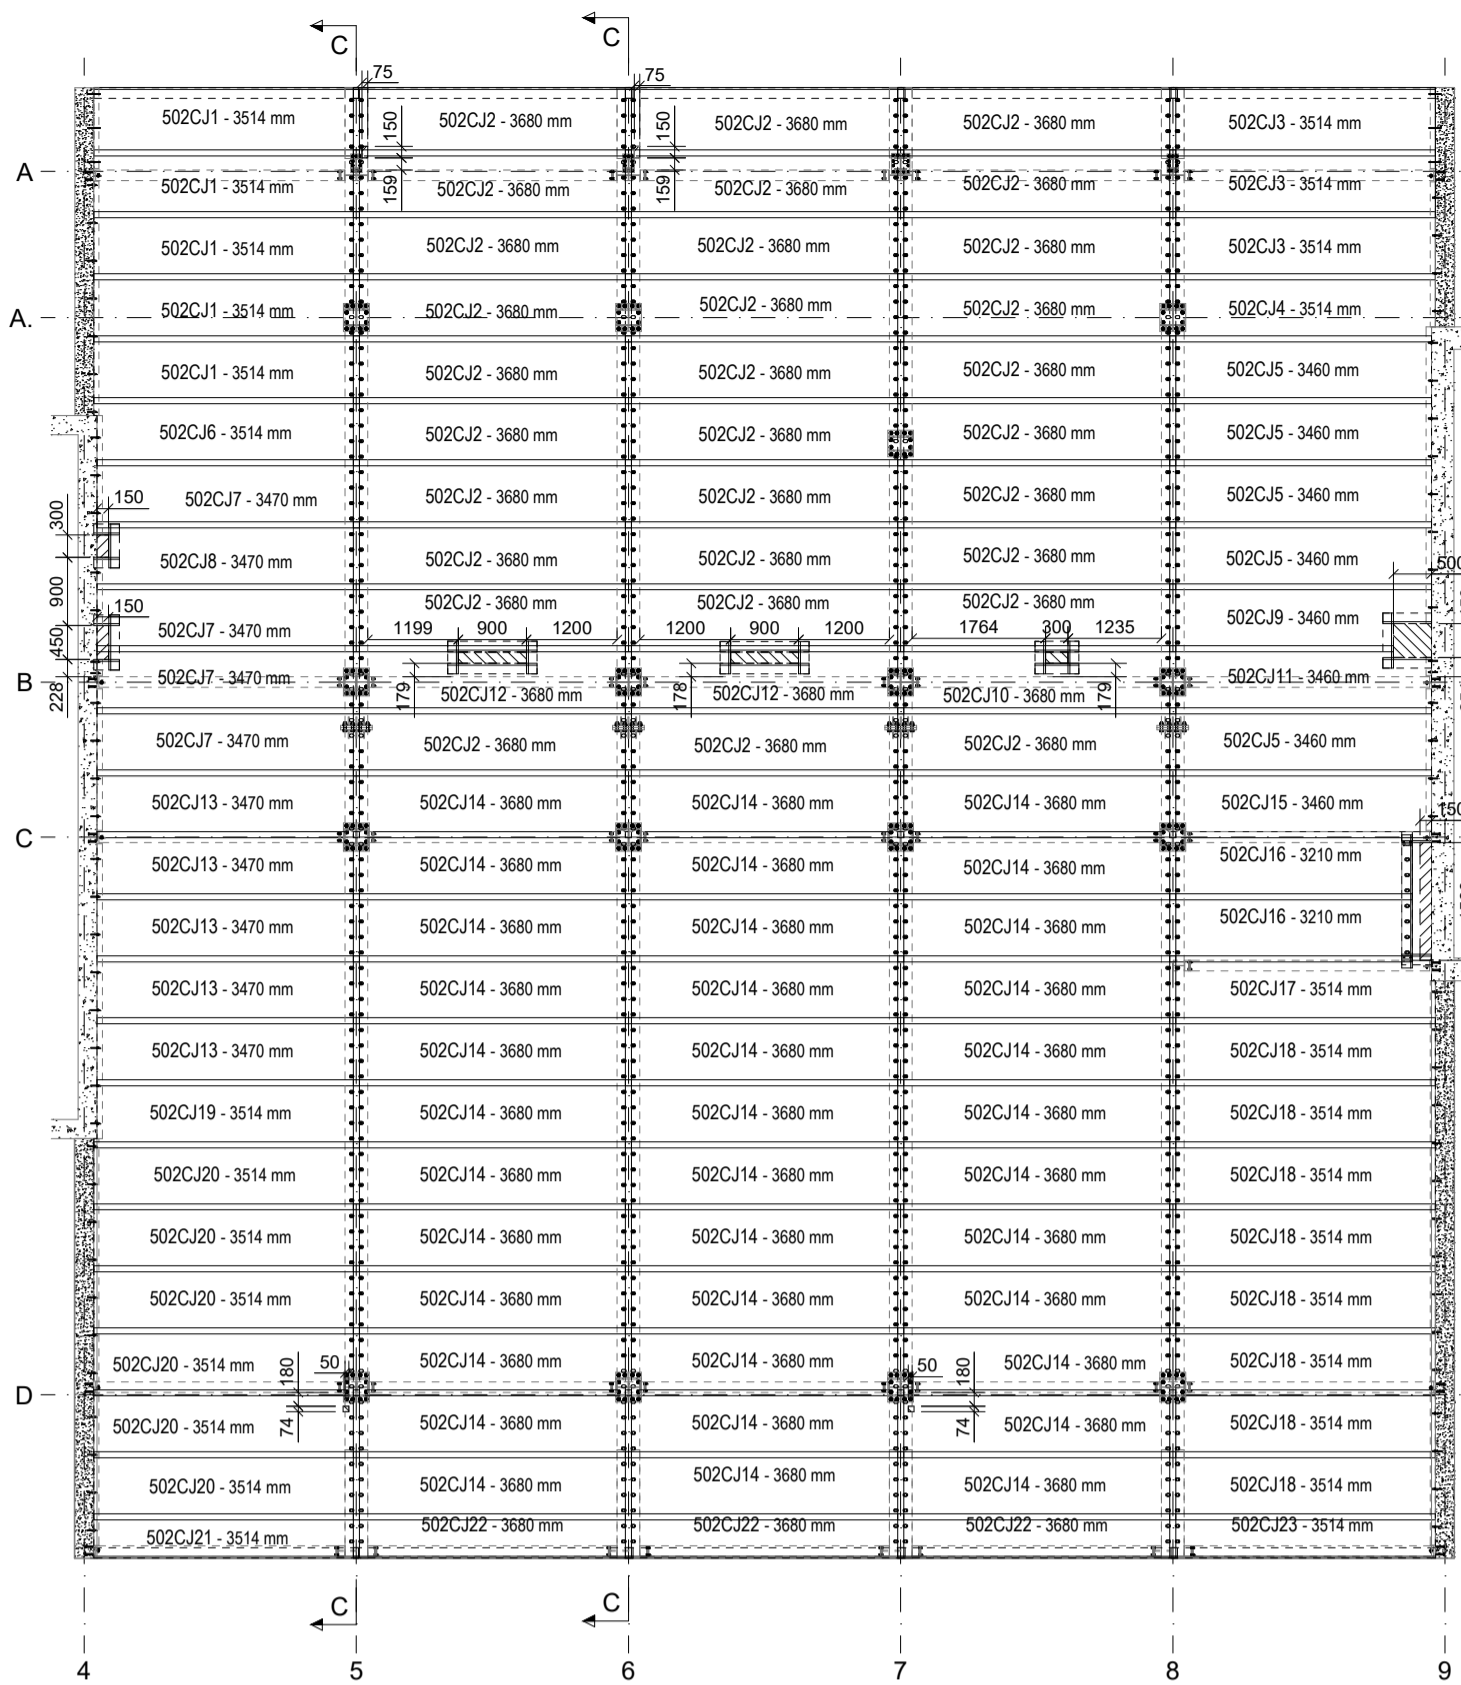 C
C
75
75
502CJ1 - 3514 mm
502CJ2 - 3680 mm
502CJ2 - 3680 mm
502CJ2 - 3680 mm
502CJ3 - 3514 mm
150
150
A
502CJ1 - 3514 mm
159
502CJ2 - 3680 mm
159
502CJ2 - 3680 mm
502CJ2 - 3680 mm
502CJ3 - 3514 mm
502CJ1 - 3514 mm
502CJ2 - 3680 mm
502CJ2 - 3680 mm
502CJ2 - 3680 mm
502CJ3 - 3514 mm
A.
502CJ1 - 3514 mm
502CJ2 - 3680 mm
502CJ2 - 3680 mm
502CJ2 - 3680 mm
502CJ4 - 3514 mm
502CJ1 - 3514 mm
502CJ2 - 3680 mm
502CJ2 - 3680 mm
502CJ2 - 3680 mm
502CJ5 - 3460 mm
502CJ6 - 3514 mm
502CJ2 - 3680 mm
502CJ2 - 3680 mm
502CJ2 - 3680 mm
502CJ5 - 3460 mm
300
150
502CJ7 - 3470 mm
502CJ2 - 3680 mm
502CJ2 - 3680 mm
502CJ2 - 3680 mm
502CJ5 - 3460 mm
502CJ8 - 3470 mm
502CJ2 - 3680 mm
502CJ2 - 3680 mm
502CJ2 - 3680 mm
502CJ5 - 3460 mm
500
900
150
502CJ2 - 3680 mm
502CJ2 - 3680 mm
502CJ2 - 3680 mm
502CJ9 - 3460 mm
450
502CJ7 - 3470 mm
1199
900
1200
1200
900
1200
1764
300
1235
B
228
502CJ7 - 3470 mm
179
502CJ12 - 3680 mm
178
502CJ12 - 3680 mm
502CJ10 - 3680 mm
179
502CJ11 - 3460 mm
502CJ7 - 3470 mm
502CJ2 - 3680 mm
502CJ2 - 3680 mm
502CJ2 - 3680 mm
502CJ5 - 3460 mm
502CJ13 - 3470 mm
502CJ14 - 3680 mm
502CJ14 - 3680 mm
502CJ14 - 3680 mm
502CJ15 - 3460 mm
150
C
502CJ13 - 3470 mm
502CJ14 - 3680 mm
502CJ14 - 3680 mm
502CJ14 - 3680 mm
502CJ16 - 3210 mm
502CJ13 - 3470 mm
502CJ14 - 3680 mm
502CJ14 - 3680 mm
502CJ14 - 3680 mm
502CJ16 - 3210 mm
502CJ13 - 3470 mm
502CJ14 - 3680 mm
502CJ14 - 3680 mm
502CJ14 - 3680 mm
502CJ17 - 3514 mm
502CJ13 - 3470 mm
502CJ14 - 3680 mm
502CJ14 - 3680 mm
502CJ14 - 3680 mm
502CJ18 - 3514 mm
502CJ19 - 3514 mm
502CJ14 - 3680 mm
502CJ14 - 3680 mm
502CJ14 - 3680 mm
502CJ18 - 3514 mm
502CJ20 - 3514 mm
502CJ14 - 3680 mm
502CJ14 - 3680 mm
502CJ14 - 3680 mm
502CJ18 - 3514 mm
502CJ20 - 3514 mm
502CJ14 - 3680 mm
502CJ14 - 3680 mm
502CJ14 - 3680 mm
502CJ18 - 3514 mm
502CJ20 - 3514 mm
502CJ14 - 3680 mm
502CJ14 - 3680 mm
502CJ14 - 3680 mm
502CJ18 - 3514 mm
502CJ20 - 3514 mm
180
50
502CJ14 - 3680 mm
502CJ14 - 3680 mm
50
180
502CJ14 - 3680 mm
502CJ18 - 3514 mm
D
502CJ20 - 3514 mm
74
502CJ14 - 3680 mm
502CJ14 - 3680 mm
74
502CJ14 - 3680 mm
502CJ18 - 3514 mm
502CJ20 - 3514 mm
502CJ14 - 3680 mm
502CJ14 - 3680 mm
502CJ14 - 3680 mm
502CJ18 - 3514 mm
502CJ21 - 3514 mm
502CJ22 - 3680 mm
502CJ22 - 3680 mm
502CJ22 - 3680 mm
502CJ23 - 3514 mm
C
C
4
5
6
7
8
9